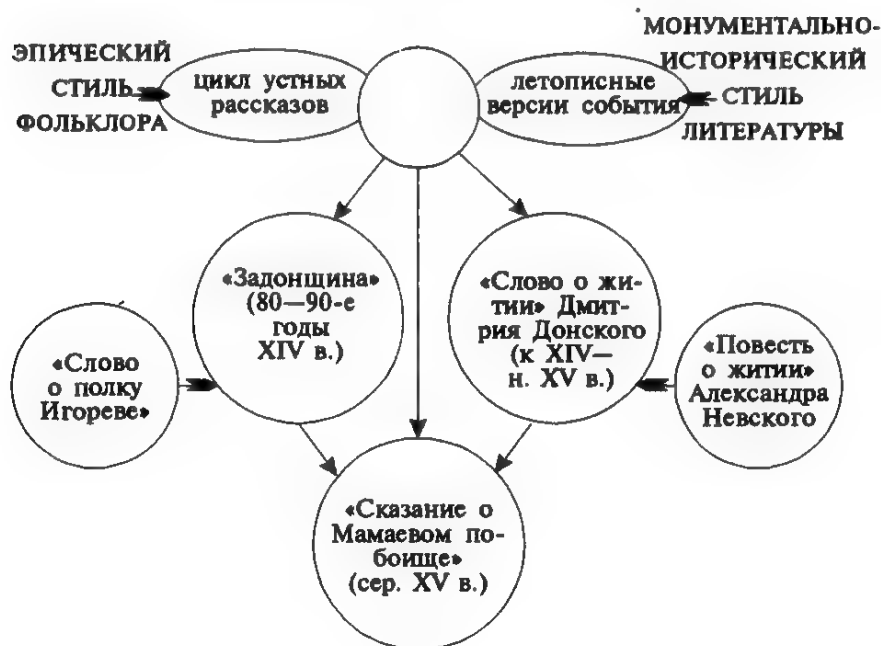 ЭПИЧЕСКИЙ
СТИЛЬ
ФОЛЬКЛОРА
цикл устных
рассказов
летописные
версии события
МОНУМЕНТАЛЬНО-
ИСТОРИЧЕСКИЙ
СТИЛЬ
ЛИТЕРАТУРЫ
«Задонщина»
(80—90-е
годы
XIV в.)
«Слово о жи-
тии» Дмит-
рия Донского
(к XIV—
н. XV в.)
«Слово
о полку
Игореве»
«Повесть
о житии»
Александра
Невского
«Сказание о
Мамаевом по-
боище»
(сер. XV в.)